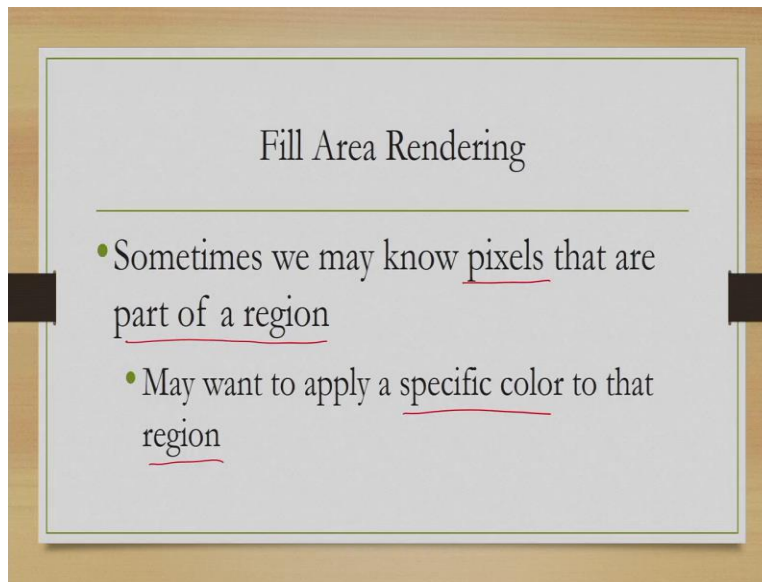 Fill Area Rendering
•Sometimes we may know pixels that are
part of a region
•May want to apply a specific color to that
region